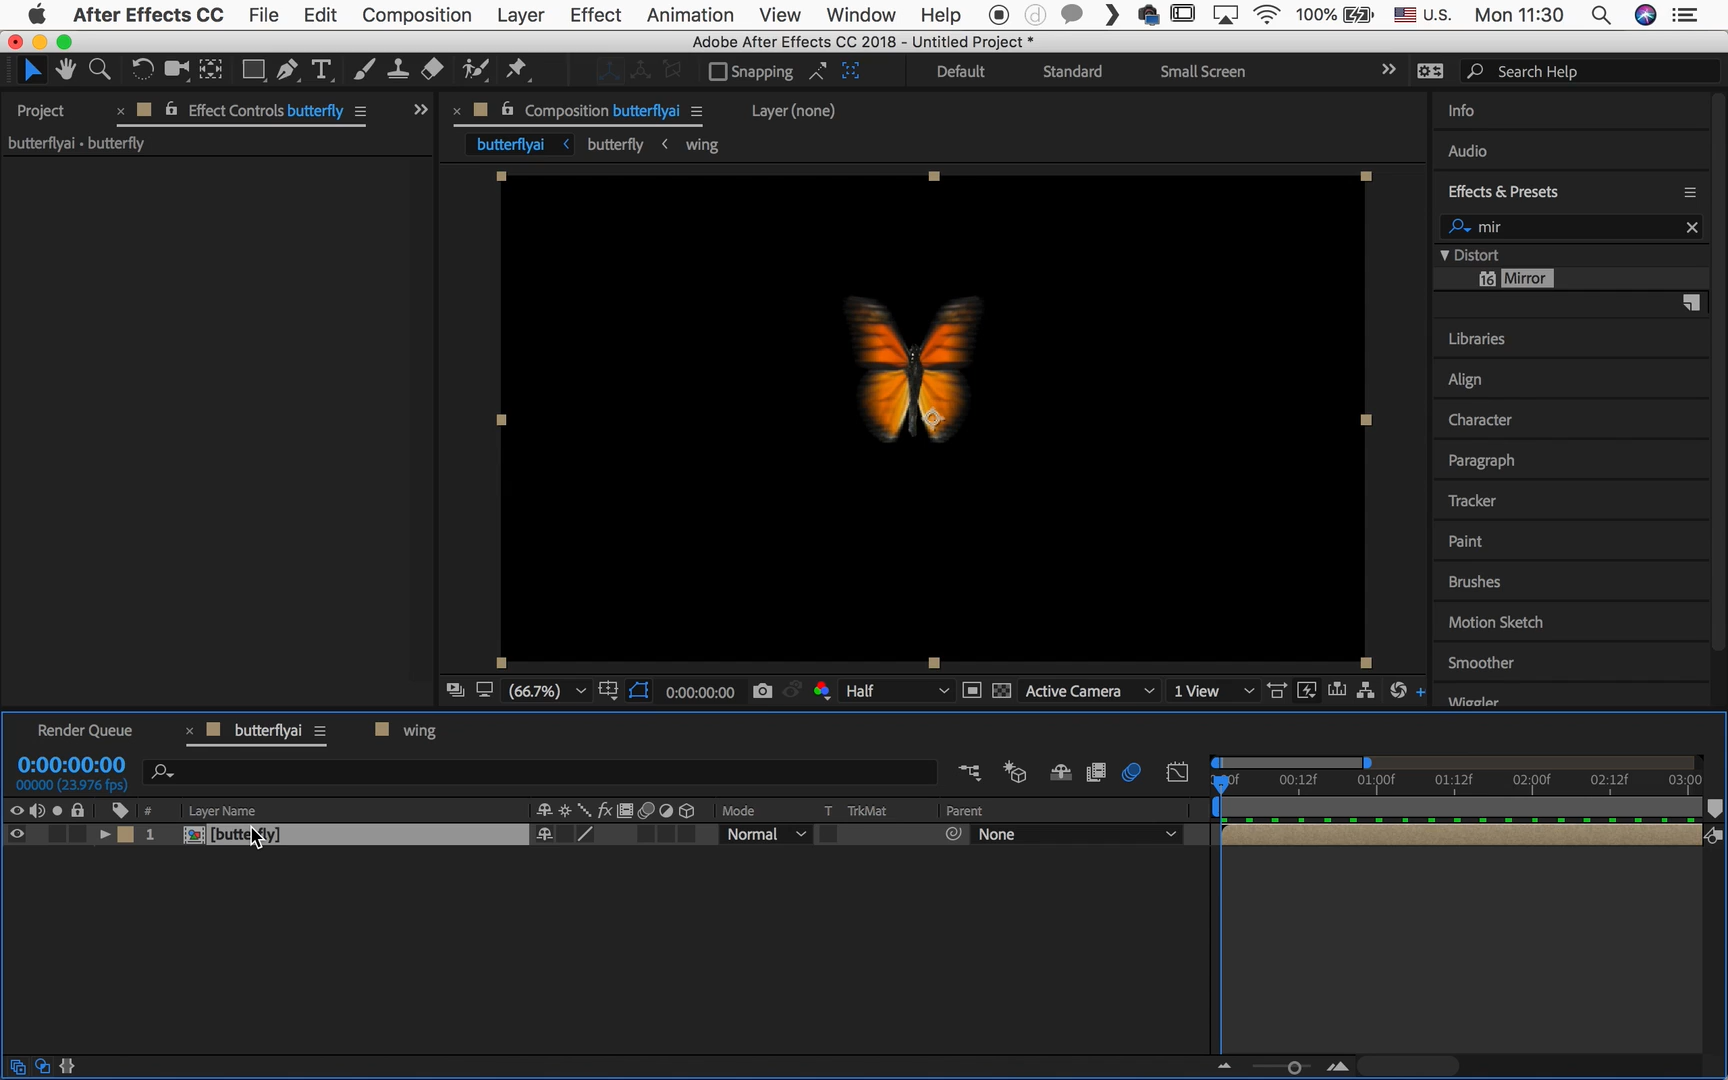 After Effects CC File Edit Composition Layer Effect Animation View Window Help 100% U.S. Mon 11:30
Adobe After Effects CC 2018 - Untitled Project *
T Snapping Default Standard Small Screen Search Help
Project × Effect Controls butterfly × Composition butterflyai Layer (none) Info
butterflyai • butterfly
butterflyai butterfly wing
Audio
Effects & Presets
mir
Distort
16 Mirror
Libraries
Align
Character
Paragraph
Tracker
Paint
Brushes
Motion Sketch
Smoother
Wiggler
(66.7%) 0:00:00:00 Half Active Camera 1 View
Render Queue × butterflyai wing
0:00:00:00
00000 (23.976 fps)
00:12f 01:00f 01:12f 02:00f 02:12f 03:00
# Layer Name fx Mode T TrkMat Parent
1 [butterfly] Normal None